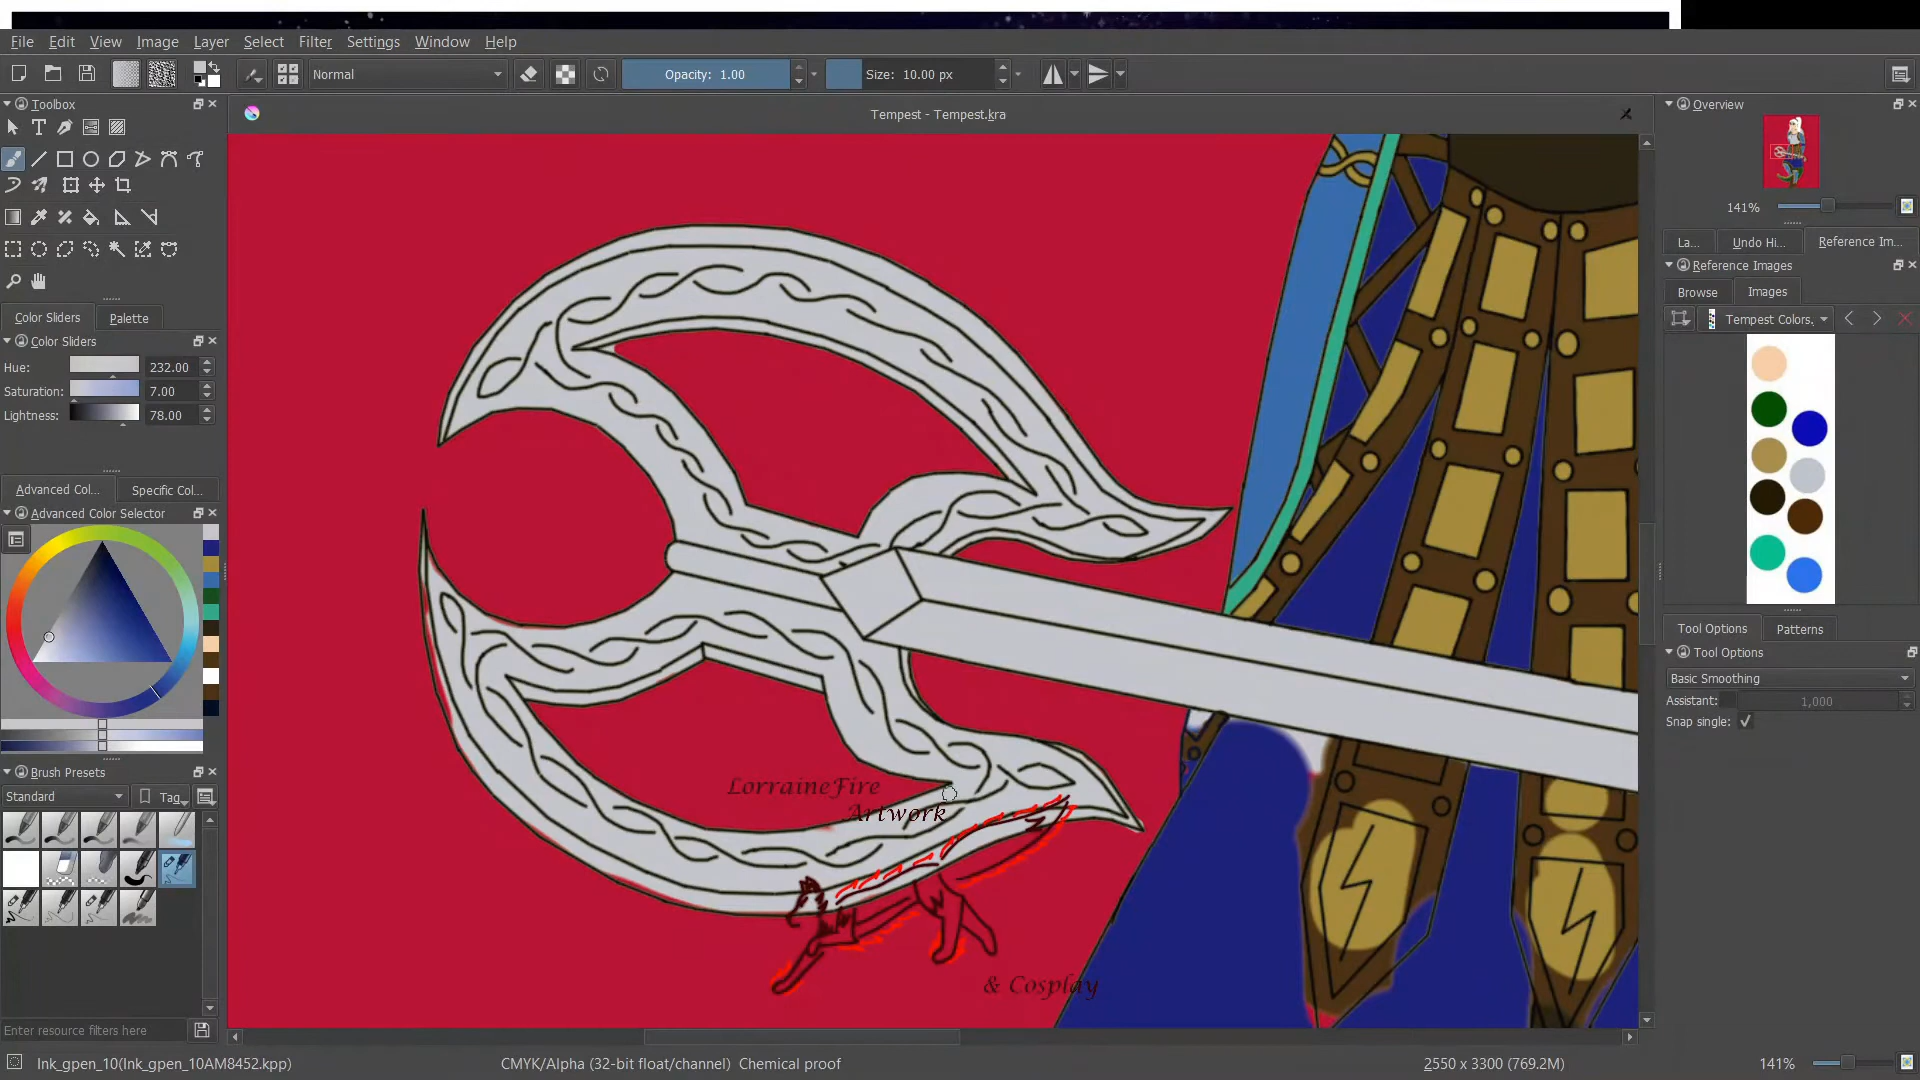 File Edit View Image Layer Select Filter Settings Window Help
Normal Opacity: 1.00 Size: 10.00 px
Toolbox
Tempest - Tempest.kra
Overview
141%
La... Undo Hi... Reference Im...
Reference Images
Browse Images
Tempest Colors.
Color Sliders Palette
Color Sliders
Hue: 232.00
Saturation: 7.00
Lightness: 78.00
Advanced Col... Specific Col...
Advanced Color Selector
Tool Options Patterns
Tool Options
Basic Smoothing
Assistant: 1,000
Snap single:
Brush Presets
Standard Tag
LorraineFire
Artwork
& Cosplay
Enter resource filters here
Ink_gpen_10(Ink_gpen_10AM8452.kpp) CMYK/Alpha (32-bit float/channel) Chemical proof 2550 x 3300 (769.2M) 141%